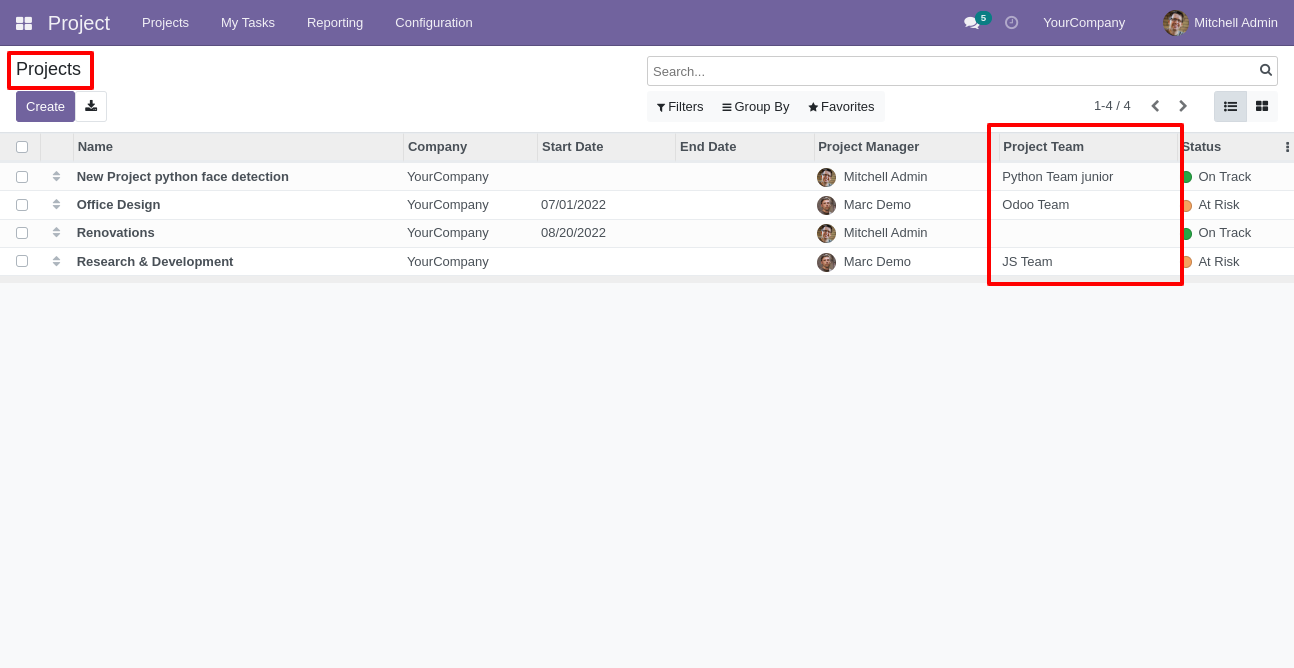 Project Projects My Tasks Reporting Configuration 5 YourCompany Mitchell Admin
Projects
Search...
Create
Filters Group By Favorites 1-4 / 4
Name Company Start Date End Date Project Manager Project Team Status
New Project python face detection YourCompany Mitchell Admin Python Team junior On Track
Office Design YourCompany 07/01/2022 Marc Demo Odoo Team At Risk
Renovations YourCompany 08/20/2022 Mitchell Admin On Track
Research & Development YourCompany Marc Demo JS Team At Risk